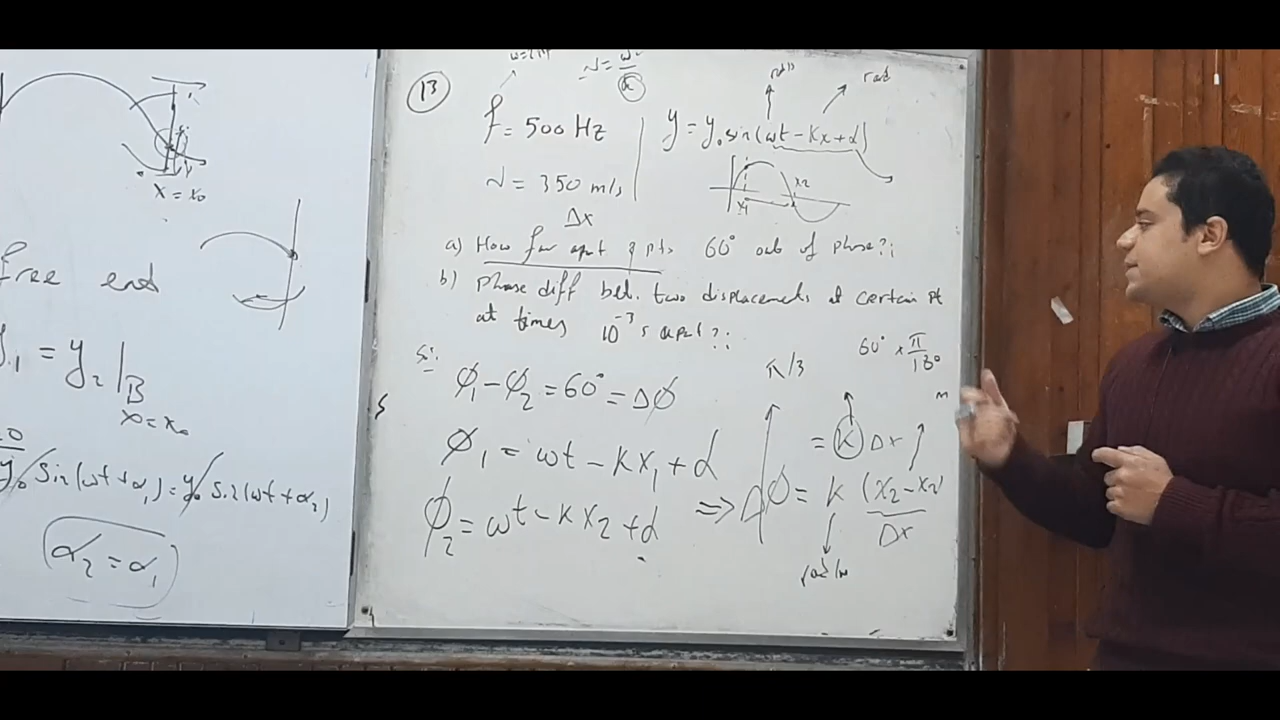 x = x₀
free end
y₁ = y₂ |B
x = x₀
y₀ sin(ωt + α₁) = y₀ sin(ωt + α₂)
α₂ = α₁
13
v = ω/k
f = 500 Hz
v = 350 m/s
rad
y = y₀ sin(ωt - kx + α)
x1 x2
Δx
a) How far apart 2 pts 60° out of phase?
b) Phase diff bet. two displacements at certain pt
at times 10⁻³ s apart?
60° × π/180°
π/3
ϕ₁ - ϕ₂ = 60° = Δϕ
m
ϕ₁ = ωt - kx₁ + α
= k Δx
ϕ₂ = ωt - kx₂ + α
⇒ Δϕ = k (x₂ - x₁)
Δx
rad/m